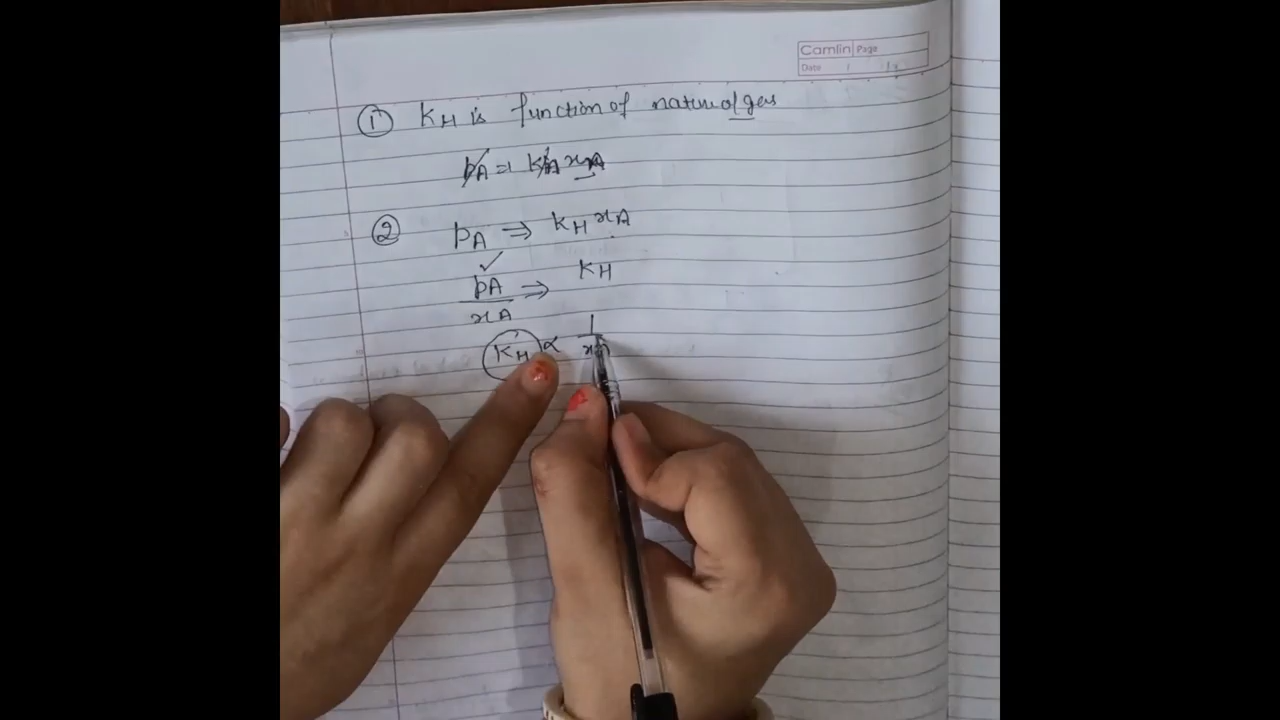 Camlin Page
Date
① KH is function of nature of gas
pA = KH xA
② pA ⇒ KH xA
✓
pA/xA ⇒ KH
KH ∝ 1/xA